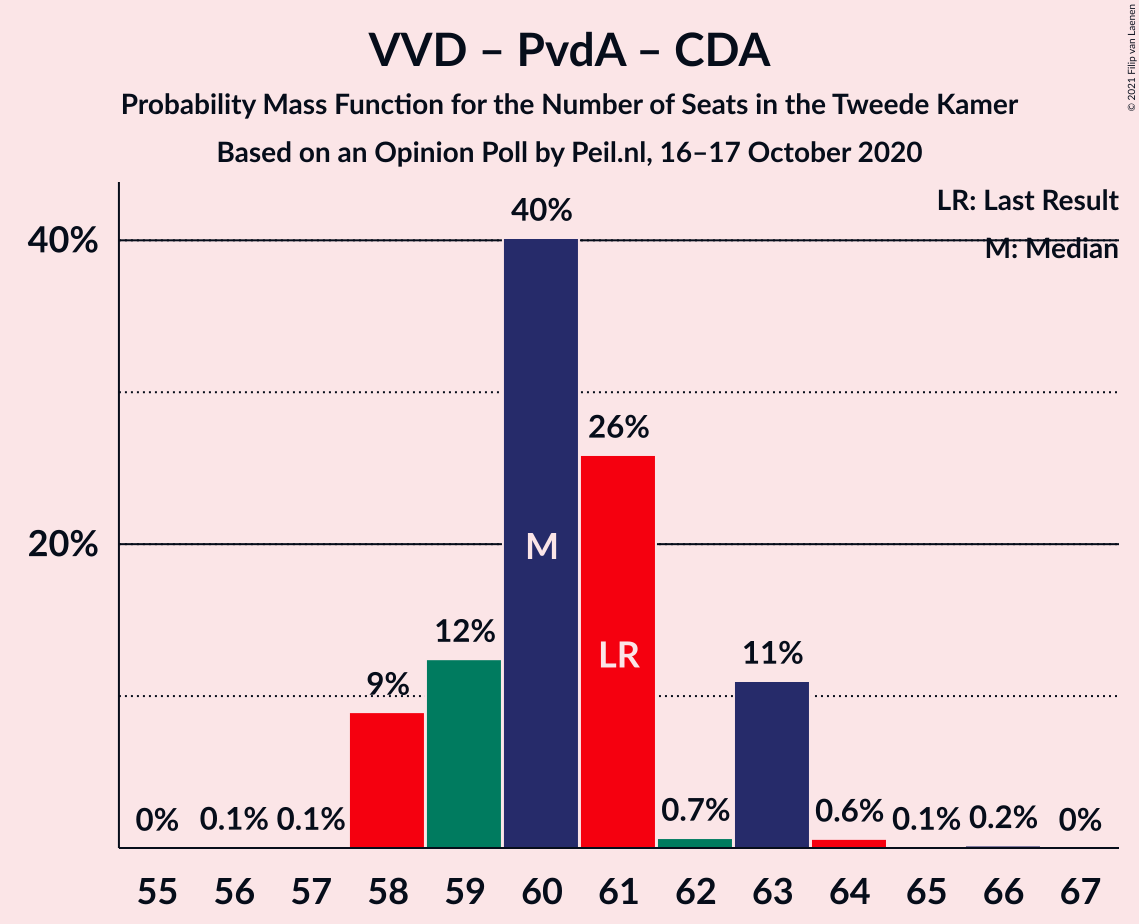 VVD – PvdA – CDA
Probability Mass Function for the Number of Seats in the Tweede Kamer
Based on an Opinion Poll by Peil.nl, 16–17 October 2020
© 2021 Filip van Laenen
LR: Last Result
M: Median
40%
20%
0%
0.1%
0.1%
9%
12%
40%
M
26%
LR
0.7%
11%
0.6%
0.1%
0.2%
0%
55 56 57 58 59 60 61 62 63 64 65 66 67